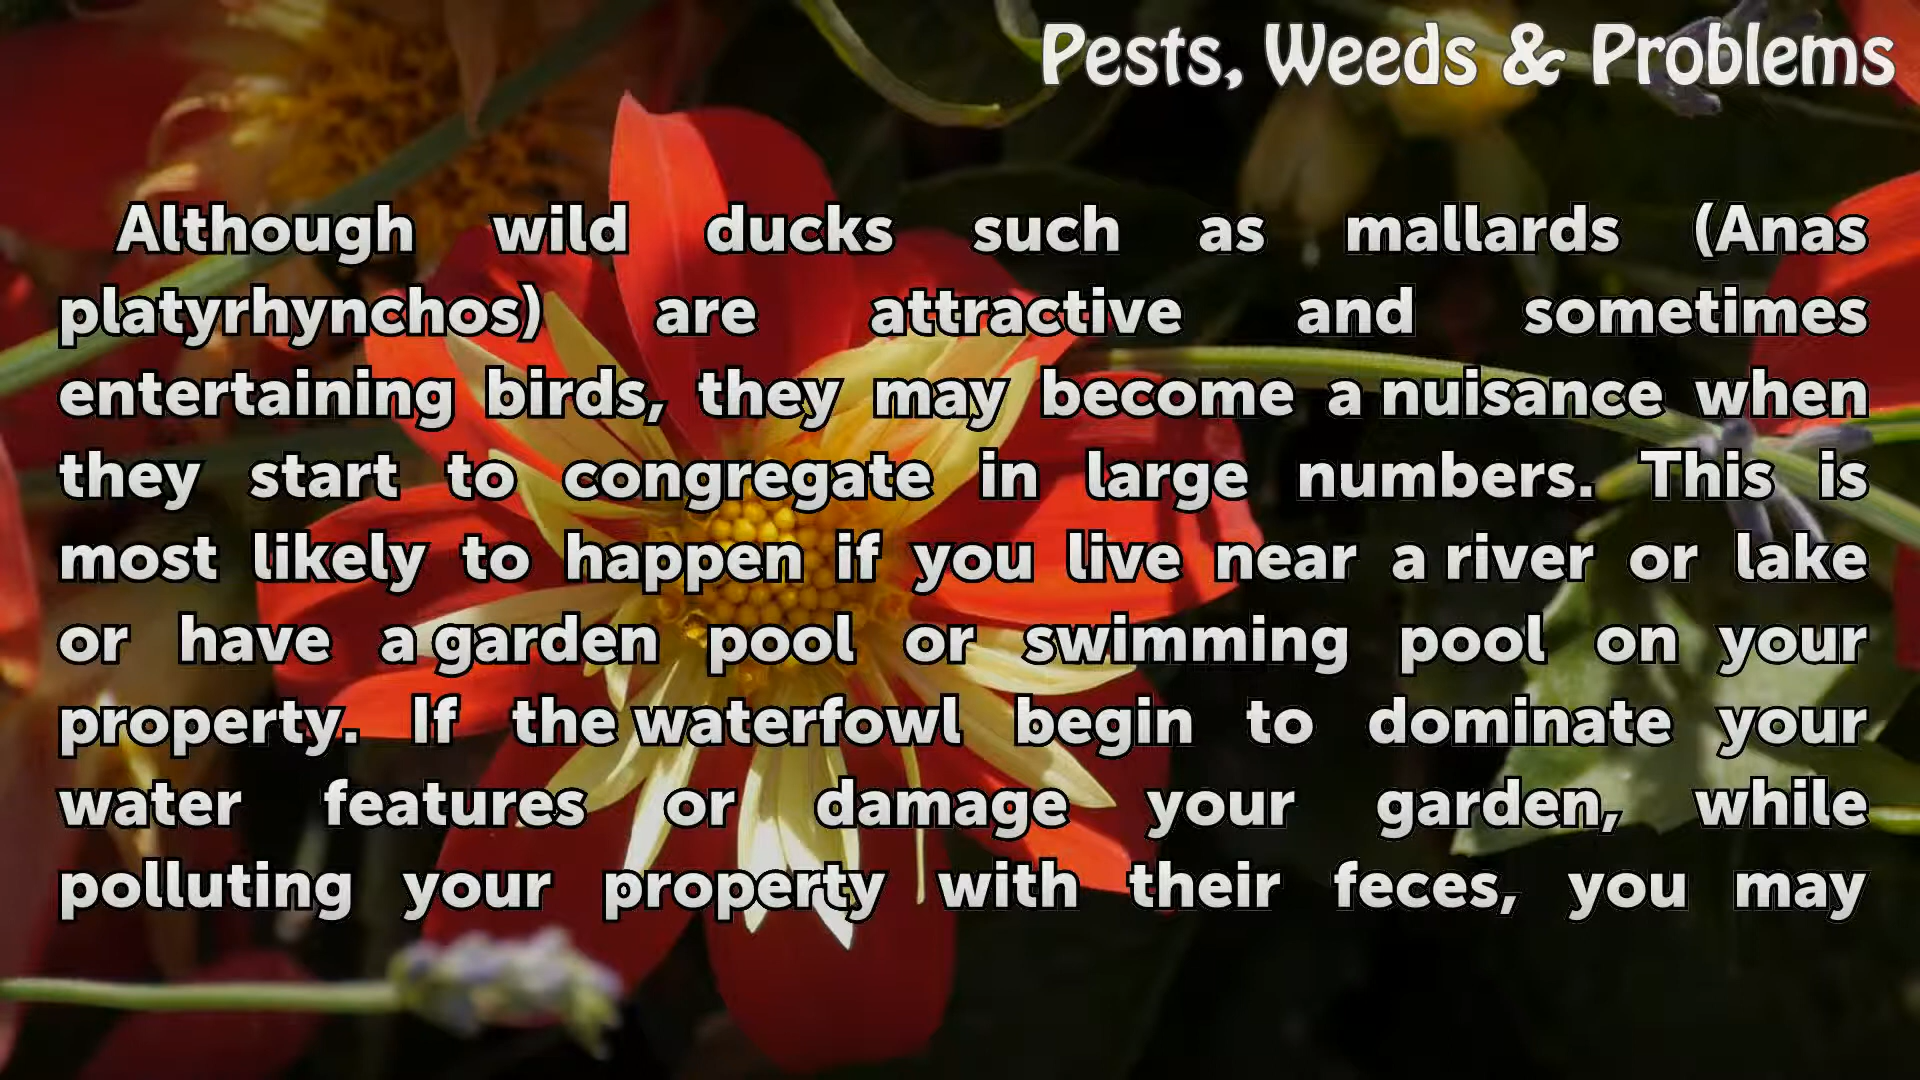 Pests, Weeds & Problems
Although wild ducks such as mallards (Anas
platyrhynchos) are attractive and sometimes
entertaining birds, they may become a nuisance when
they start to congregate in large numbers. This is
most likely to happen if you live near a river or lake
or have a garden pool or swimming pool on your
property. If the waterfowl begin to dominate your
water features or damage your garden, while
polluting your property with their feces, you may